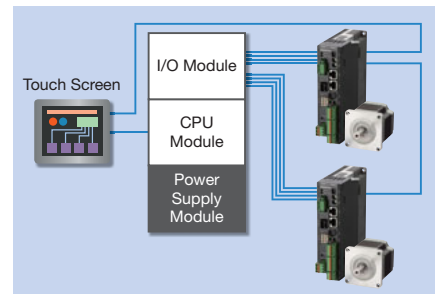 Touch Screen
I/O Module
CPU
Module
Power
Supply
Module